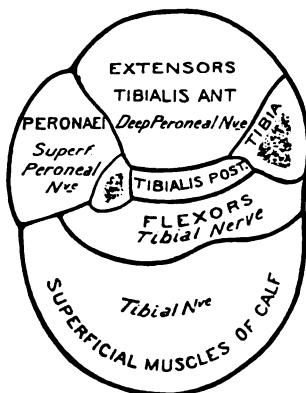 EXTENSORS
TIBIALIS ANT
Deep Peroneal Nve.
PERONAEI
Superf.
Peroneal
Nve
TIBIA
TIBIALIS POST.
FLEXORS
Tibial Nerve
Tibial Nve
SUPERFICIAL MUSCLES OF CALF